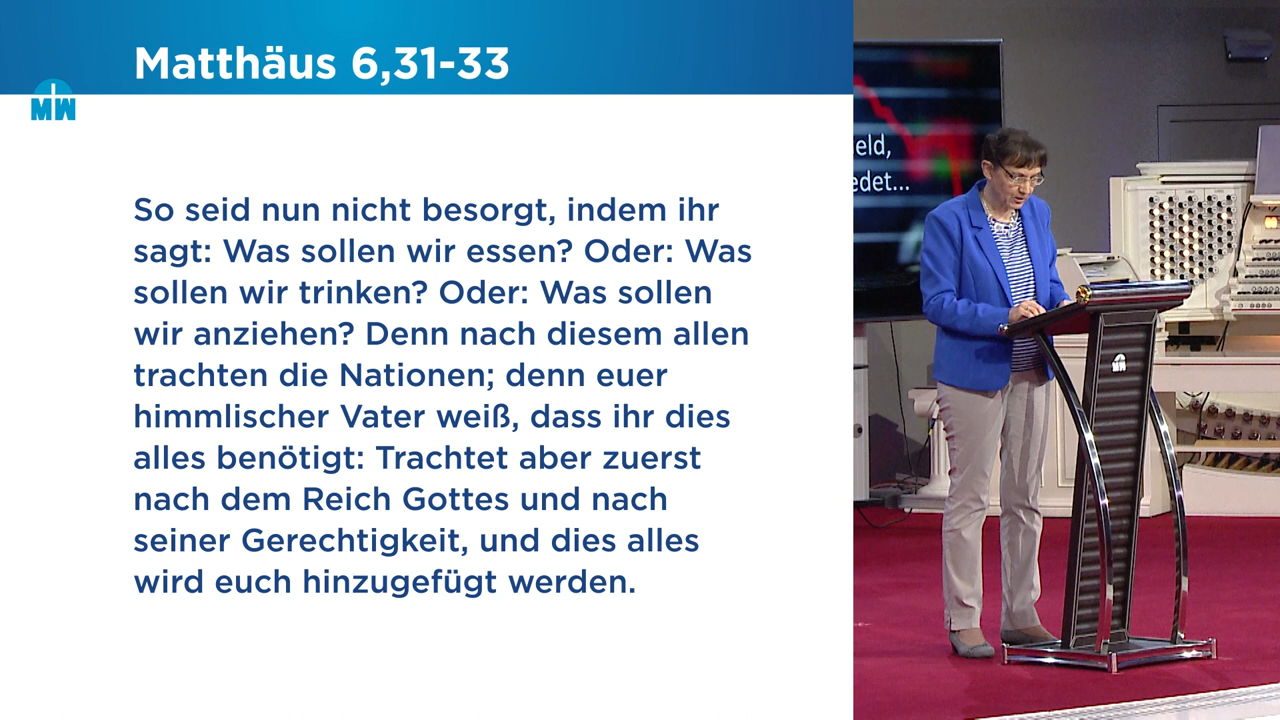 Matthäus 6,31-33
MW
So seid nun nicht besorgt, indem ihr
sagt: Was sollen wir essen? Oder: Was
sollen wir trinken? Oder: Was sollen
wir anziehen? Denn nach diesem allen
trachten die Nationen; denn euer
himmlischer Vater weiß, dass ihr dies
alles benötigt: Trachtet aber zuerst
nach dem Reich Gottes und nach
seiner Gerechtigkeit, und dies alles
wird euch hinzugefügt werden.
eld,
edet...
MW